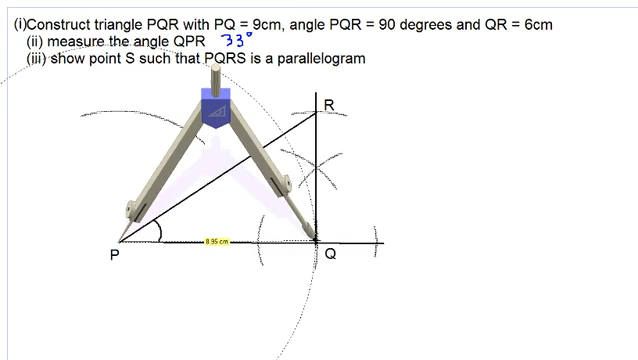 (i)Construct triangle PQR with PQ = 9cm, angle PQR = 90 degrees and QR = 6cm
(ii) measure the angle QPR 33°
(iii) show point S such that PQRS is a parallelogram
R
8.95 cm
P
Q